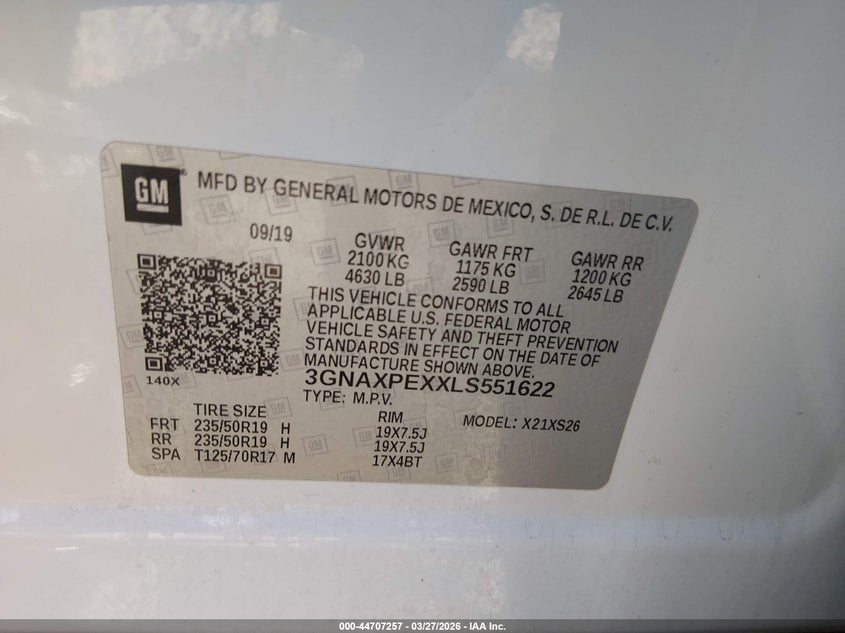 GM
MFD BY GENERAL MOTORS DE MEXICO, S. DE R.L. DE C.V.
09/19 GVWR GAWR FRT GAWR RR
2100 KG 1175 KG 1200 KG
4630 LB 2590 LB 2645 LB
THIS VEHICLE CONFORMS TO ALL
APPLICABLE U.S. FEDERAL MOTOR
VEHICLE SAFETY AND THEFT PREVENTION
STANDARDS IN EFFECT ON THE DATE OF
MANUFACTURE SHOWN ABOVE.
140X
3GNAXPEXXLS551622
TYPE: M.P.V.
TIRE SIZE RIM MODEL: X21XS26
FRT 235/50R19 H 19X7.5J
RR 235/50R19 H 19X7.5J
SPA T125/70R17 M 17X4BT
000-44707257 - 03/27/2026 - IAA Inc.